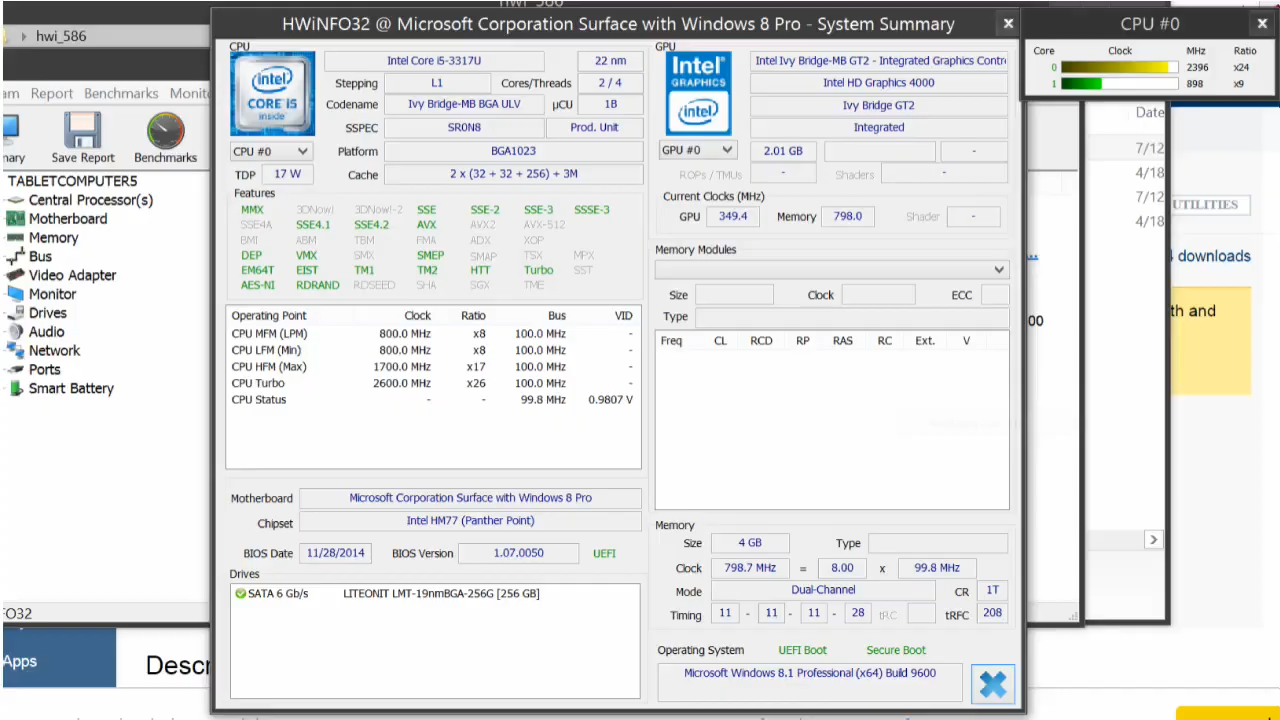 HWiNFO32 @ Microsoft Corporation Surface with Windows 8 Pro - System Summary
CPU #0
hwi_586
Report Benchmarks
Save Report Benchmarks
TABLETCOMPUTER5
Central Processor(s)
Motherboard
Memory
Bus
Video Adapter
Monitor
Drives
Audio
Network
Ports
Smart Battery
FO32
Apps
CPU
intel
CORE i5
inside
Intel Core i5-3317U 22 nm
Stepping L1 Cores/Threads 2 / 4
Codename Ivy Bridge-MB BGA ULV µCU 1B
SSPEC SR0N8 Prod. Unit
CPU #0 Platform BGA1023
TDP 17 W Cache 2 x (32 + 32 + 256) + 3M
Features
MMX 3DNow! 3DNow!-2 SSE SSE-2 SSE-3 SSSE-3
SSE4A SSE4.1 SSE4.2 AVX AVX2 AVX-512
BMI ABM TBM FMA ADX XOP
DEP VMX SMX SMEP SMAP TSX MPX
EM64T EIST TM1 TM2 HTT Turbo SST
AES-NI RDRAND RDSEED SHA SGX TME
Operating Point Clock Ratio Bus VID
CPU MFM (LPM) 800.0 MHz x8 100.0 MHz -
CPU LFM (Min) 800.0 MHz x8 100.0 MHz -
CPU HFM (Max) 1700.0 MHz x17 100.0 MHz -
CPU Turbo 2600.0 MHz x26 100.0 MHz -
CPU Status - - 99.8 MHz 0.9807 V
Motherboard Microsoft Corporation Surface with Windows 8 Pro
Chipset Intel HM77 (Panther Point)
BIOS Date 11/28/2014 BIOS Version 1.07.0050 UEFI
Drives
SATA 6 Gb/s LITEONIT LMT-19nmBGA-256G [256 GB]
GPU
Intel
GRAPHICS
intel
Intel Ivy Bridge-MB GT2 - Integrated Graphics Contr
Intel HD Graphics 4000
Ivy Bridge GT2
Integrated
GPU #0 2.01 GB -
ROPs / TMUs - Shaders -
Current Clocks (MHz)
GPU 349.4 Memory 798.0 Shader -
Memory Modules
Size Clock ECC
Type
Freq CL RCD RP RAS RC Ext. V
Memory
Size 4 GB Type
Clock 798.7 MHz = 8.00 x 99.8 MHz
Mode Dual-Channel CR 1T
Timing 11 - 11 - 11 - 28 tRC tRFC 208
Operating System UEFI Boot Secure Boot
Microsoft Windows 8.1 Professional (x64) Build 9600
Core Clock MHz Ratio
0 2396 x24
1 898 x9
Date
7/12
4/18
7/12
4/18
UTILITIES
downloads
th and
00